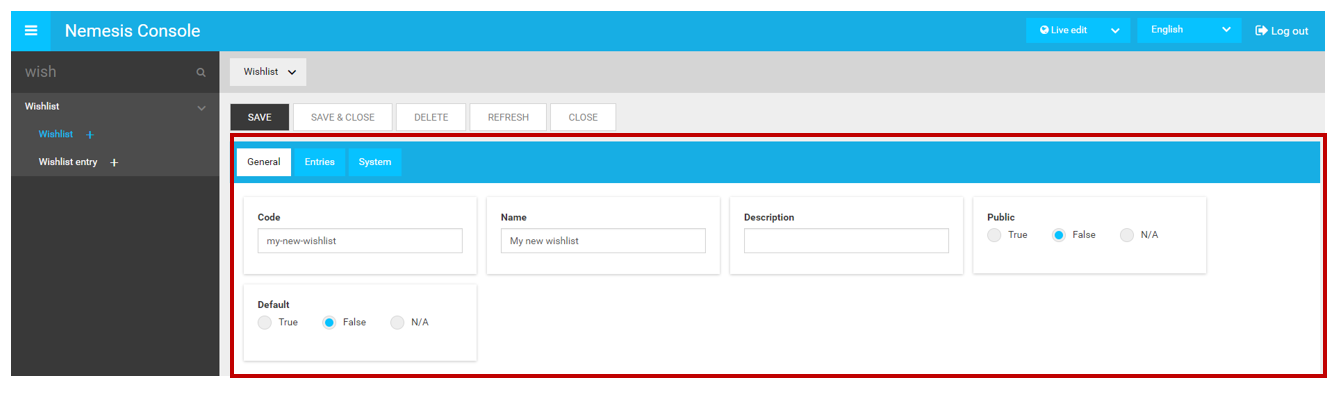 Nemesis Console
Live edit
English
Log out
wish
Wishlist
Wishlist
Wishlist +
Wishlist entry +
SAVE
SAVE & CLOSE
DELETE
REFRESH
CLOSE
General
Entries
System
Code
my-new-wishlist
Name
My new wishlist
Description
Public
True
False
N/A
Default
True
False
N/A